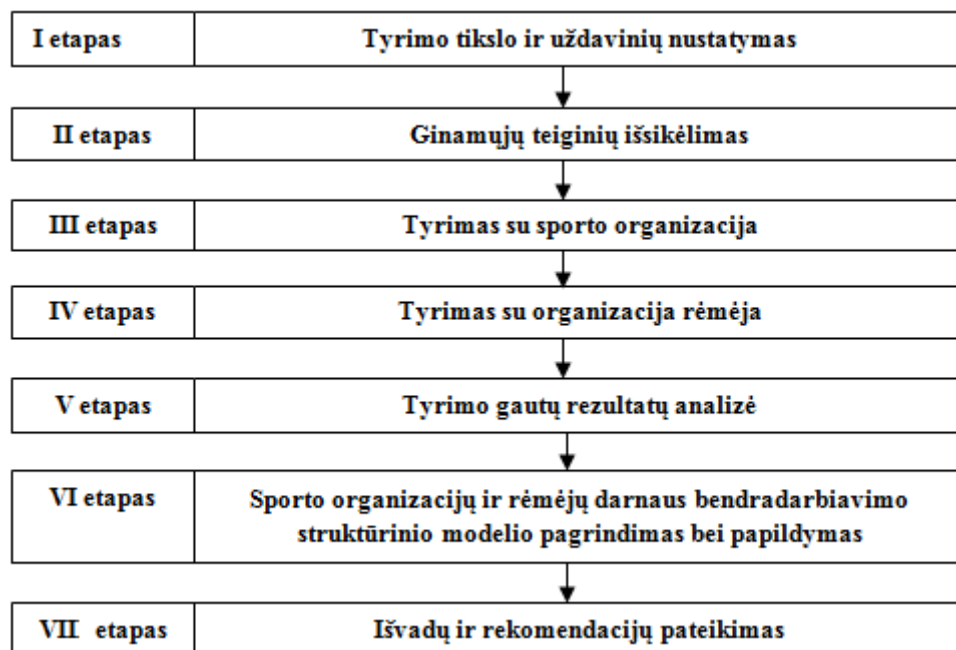 I etapas Tyrimo tikslo ir uždavinių nustatymas
II etapas Ginamųjų teiginių išsikėlimas
III etapas Tyrimas su sporto organizacija
IV etapas Tyrimas su organizacija rėmėja
V etapas Tyrimo gautų rezultatų analizė
VI etapas Sporto organizacijų ir rėmėjų darnaus bendradarbiavimo
struktūrinio modelio pagrindimas bei papildymas
VII etapas Išvadų ir rekomendacijų pateikimas